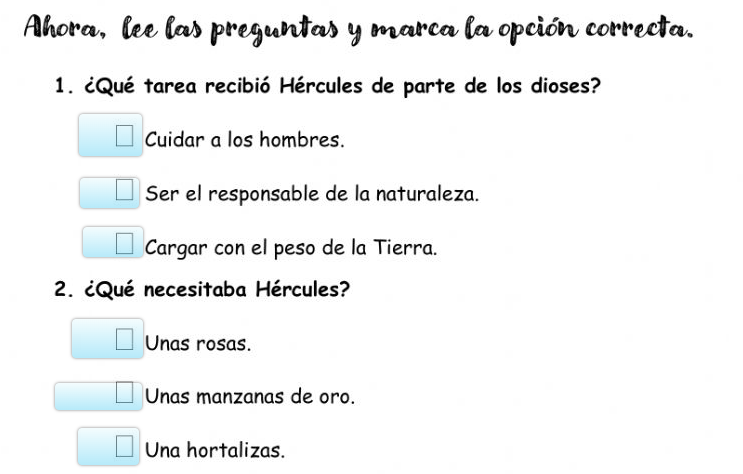 Ahora, lee las preguntas y marca la opción correcta.
1. ¿Qué tarea recibió Hércules de parte de los dioses?
Cuidar a los hombres.
Ser el responsable de la naturaleza.
Cargar con el peso de la Tierra.
2. ¿Qué necesitaba Hércules?
Unas rosas.
Unas manzanas de oro.
Una hortalizas.